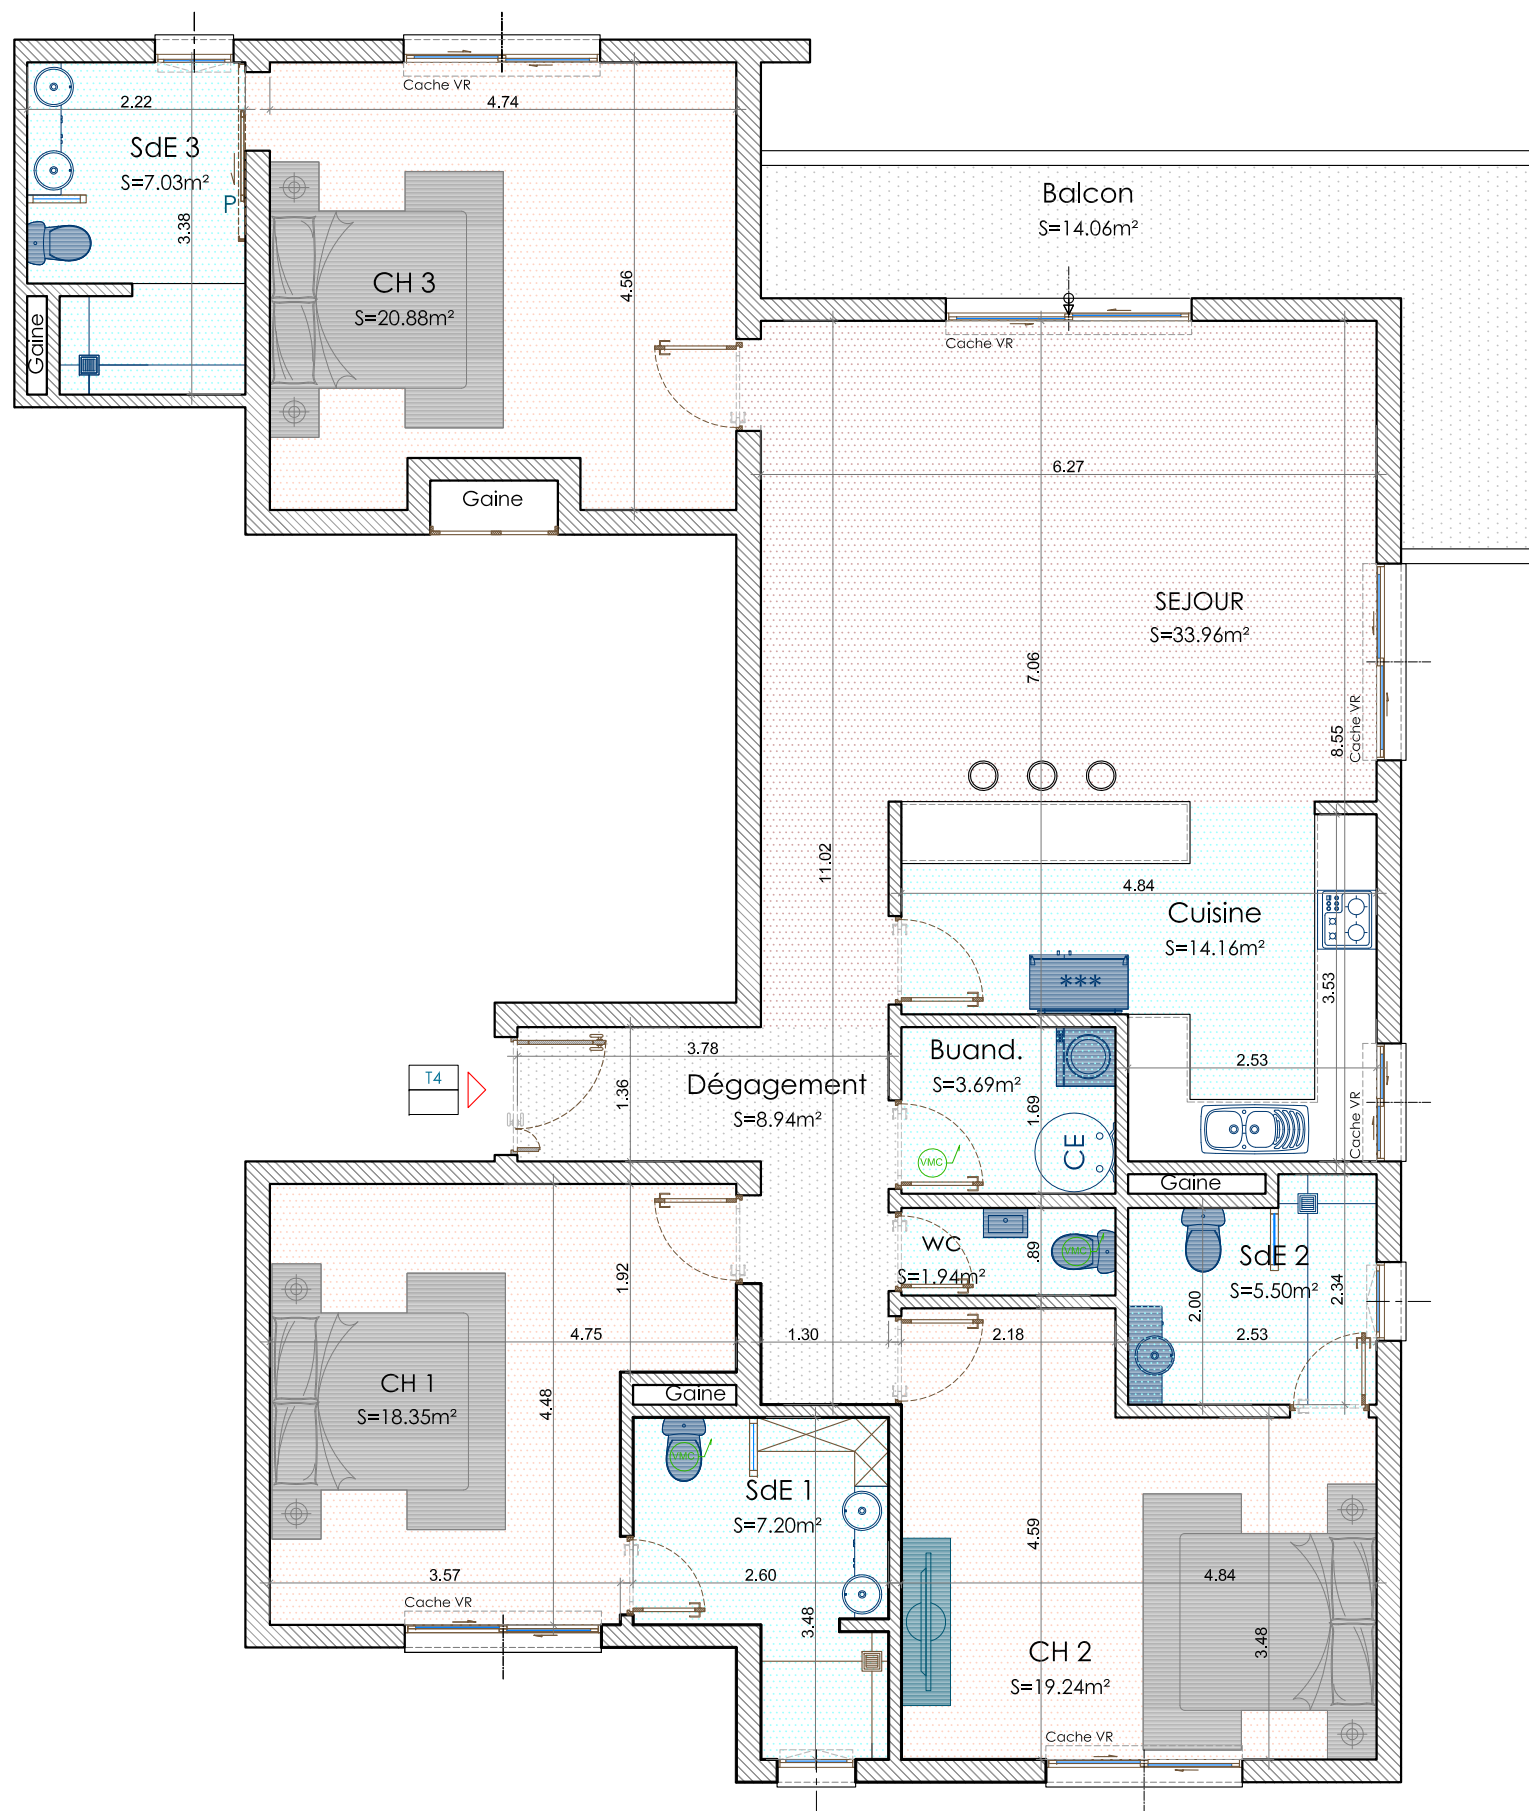 Cache VR
2.22
4.74
SdE 3
S=7.03m²
P
3.38
Balcon
S=14.06m²
CH 3
S=20.88m²
4.56
Gaine
Cache VR
Gaine
6.27
SEJOUR
S=33.96m²
7.06
8.55
Cache VR
11.02
4.84
Cuisine
S=14.16m²
***
3.53
3.78
Buand.
S=3.69m²
2.53
T4
1.36
Dégagement
S=8.94m²
1.69
Cache VR
CE
VMC
Gaine
wc
S=1.94m²
.89
VMC
SdE 2
S=5.50m²
2.00
2.34
1.92
4.75
1.30
2.18
2.53
CH 1
S=18.35m²
4.48
Gaine
VMC
SdE 1
S=7.20m²
4.59
3.57
2.60
4.84
Cache VR
3.48
CH 2
S=19.24m²
3.48
Cache VR